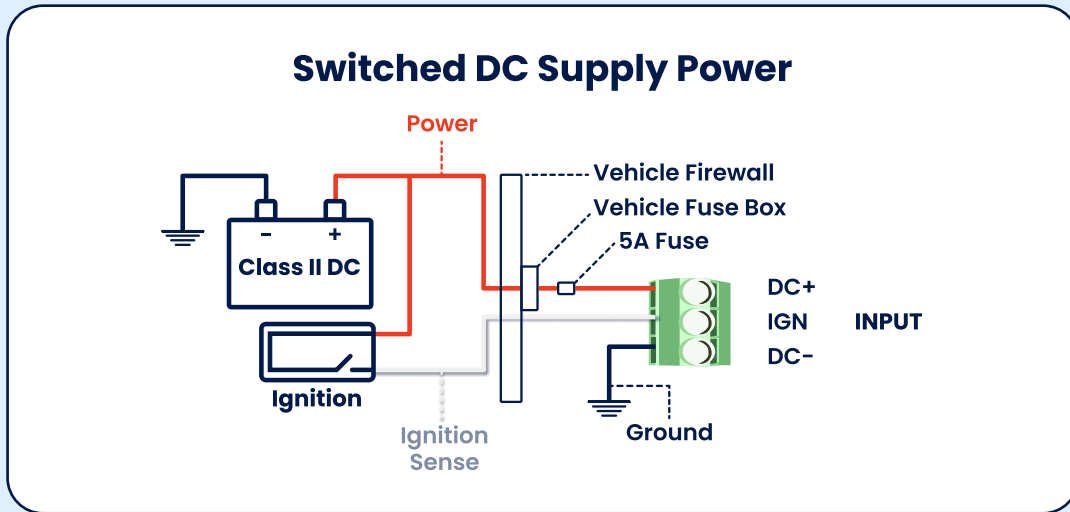 Switched DC Supply Power
Power
Vehicle Firewall
Vehicle Fuse Box
5A Fuse
− +
Class II DC
DC+
IGN
INPUT
DC−
Ignition
Ignition
Sense
Ground